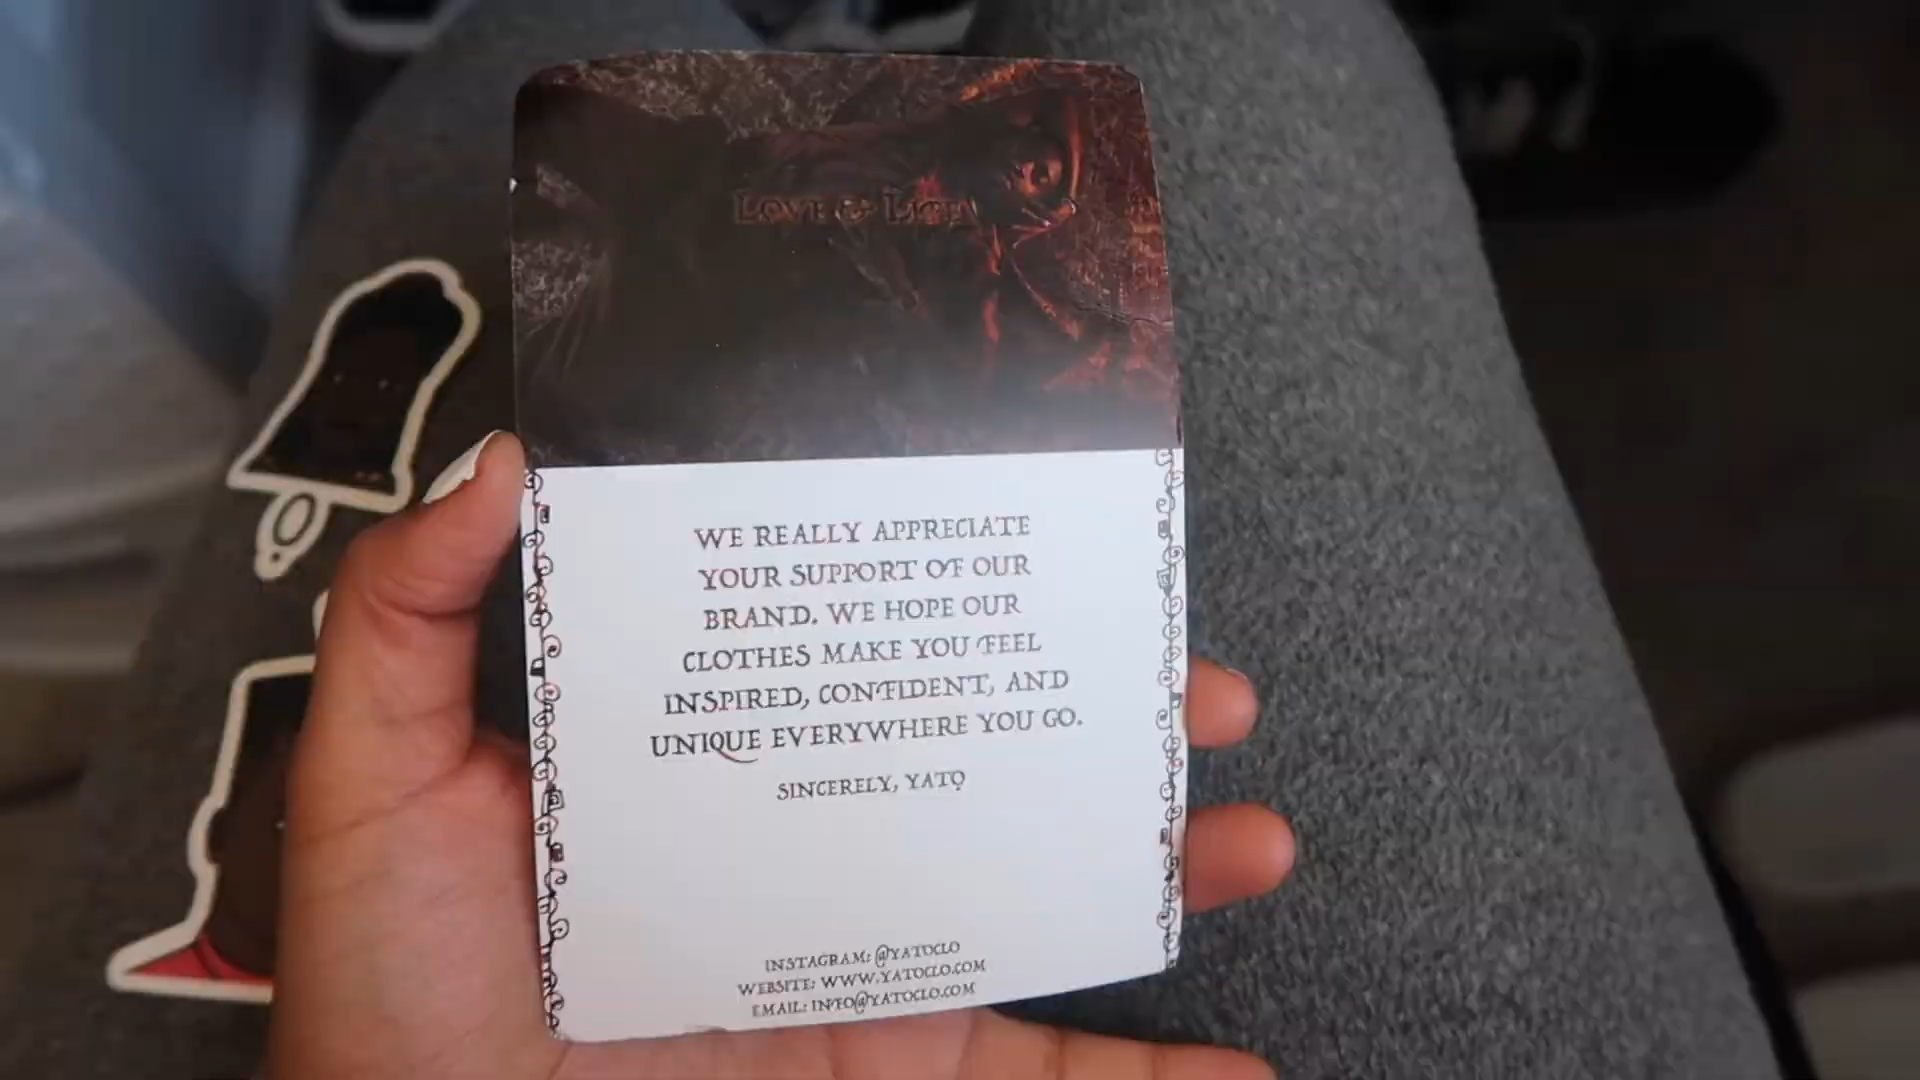 LOVE &
WE REALLY APPRECIATE
YOUR SUPPORT OF OUR
BRAND. WE HOPE OUR
CLOTHES MAKE YOU FEEL
INSPIRED, CONFIDENT, AND
UNIQUE EVERYWHERE YOU GO.
SINCERELY, YATO
INSTAGRAM: @YATOCLO
WEBSITE: WWW.YATOCLO.COM
EMAIL: INFO@YATOCLO.COM